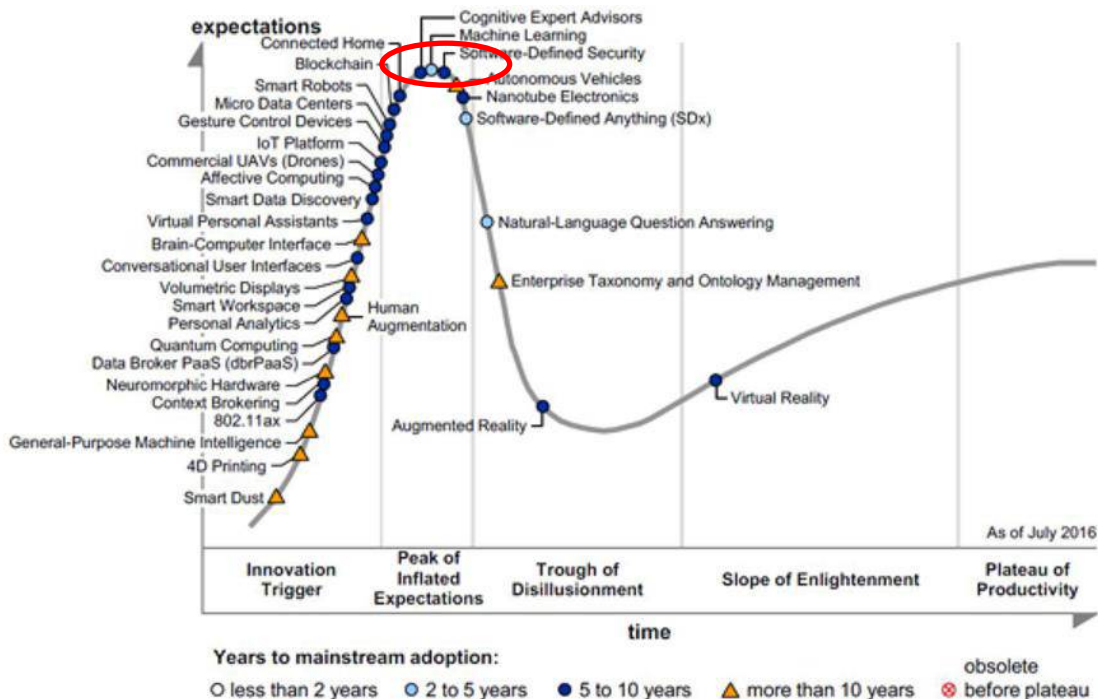 expectations
Cognitive Expert Advisors
Machine Learning
Software-Defined Security
Connected Home
Blockchain
Autonomous Vehicles
Smart Robots
Nanotube Electronics
Micro Data Centers
Software-Defined Anything (SDx)
Gesture Control Devices
IoT Platform
Commercial UAVs (Drones)
Affective Computing
Smart Data Discovery
Virtual Personal Assistants
Natural-Language Question Answering
Brain-Computer Interface
Conversational User Interfaces
Enterprise Taxonomy and Ontology Management
Volumetric Displays
Smart Workspace
Human
Augmentation
Personal Analytics
Quantum Computing
Data Broker PaaS (dbrPaaS)
Neuromorphic Hardware
Context Brokering
802.11ax
Virtual Reality
Augmented Reality
General-Purpose Machine Intelligence
4D Printing
Smart Dust
As of July 2016
Innovation
Trigger
Peak of
Inflated
Expectations
Trough of
Disillusionment
Slope of Enlightenment
Plateau of
Productivity
time
Years to mainstream adoption:
less than 2 years
2 to 5 years
5 to 10 years
more than 10 years
obsolete
before plateau